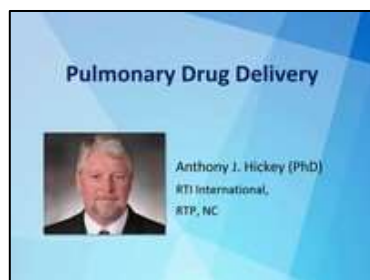 Pulmonary Drug Delivery
Anthony J. Hickey (PhD)
RTI International,
RTP, NC